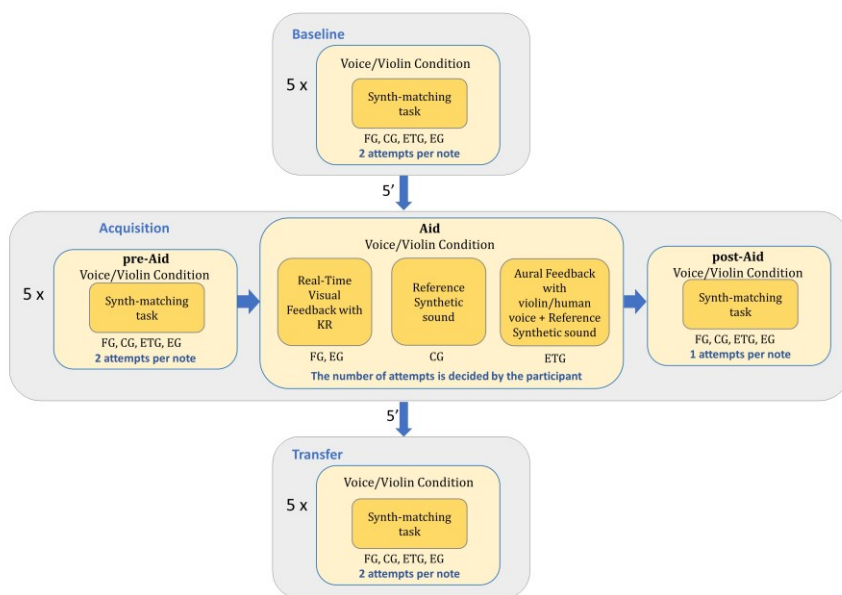 Baseline
Voice/Violin Condition
5 x
Synth-matching
task
FG, CG, ETG, EG
2 attempts per note
5’
Acquisition
5 x
pre-Aid
Voice/Violin Condition
Synth-matching
task
FG, CG, ETG, EG
2 attempts per note
Aid
Voice/Violin Condition
Real-Time
Visual
Feedback with
KR
FG, EG
Reference
Synthetic
sound
CG
Aural Feedback
with
violin/human
voice + Reference
Synthetic sound
ETG
The number of attempts is decided by the participant
post-Aid
Voice/Violin Condition
Synth-matching
task
FG, CG, ETG, EG
1 attempts per note
5’
Transfer
Voice/Violin Condition
5 x
Synth-matching
task
FG, CG, ETG, EG
2 attempts per note